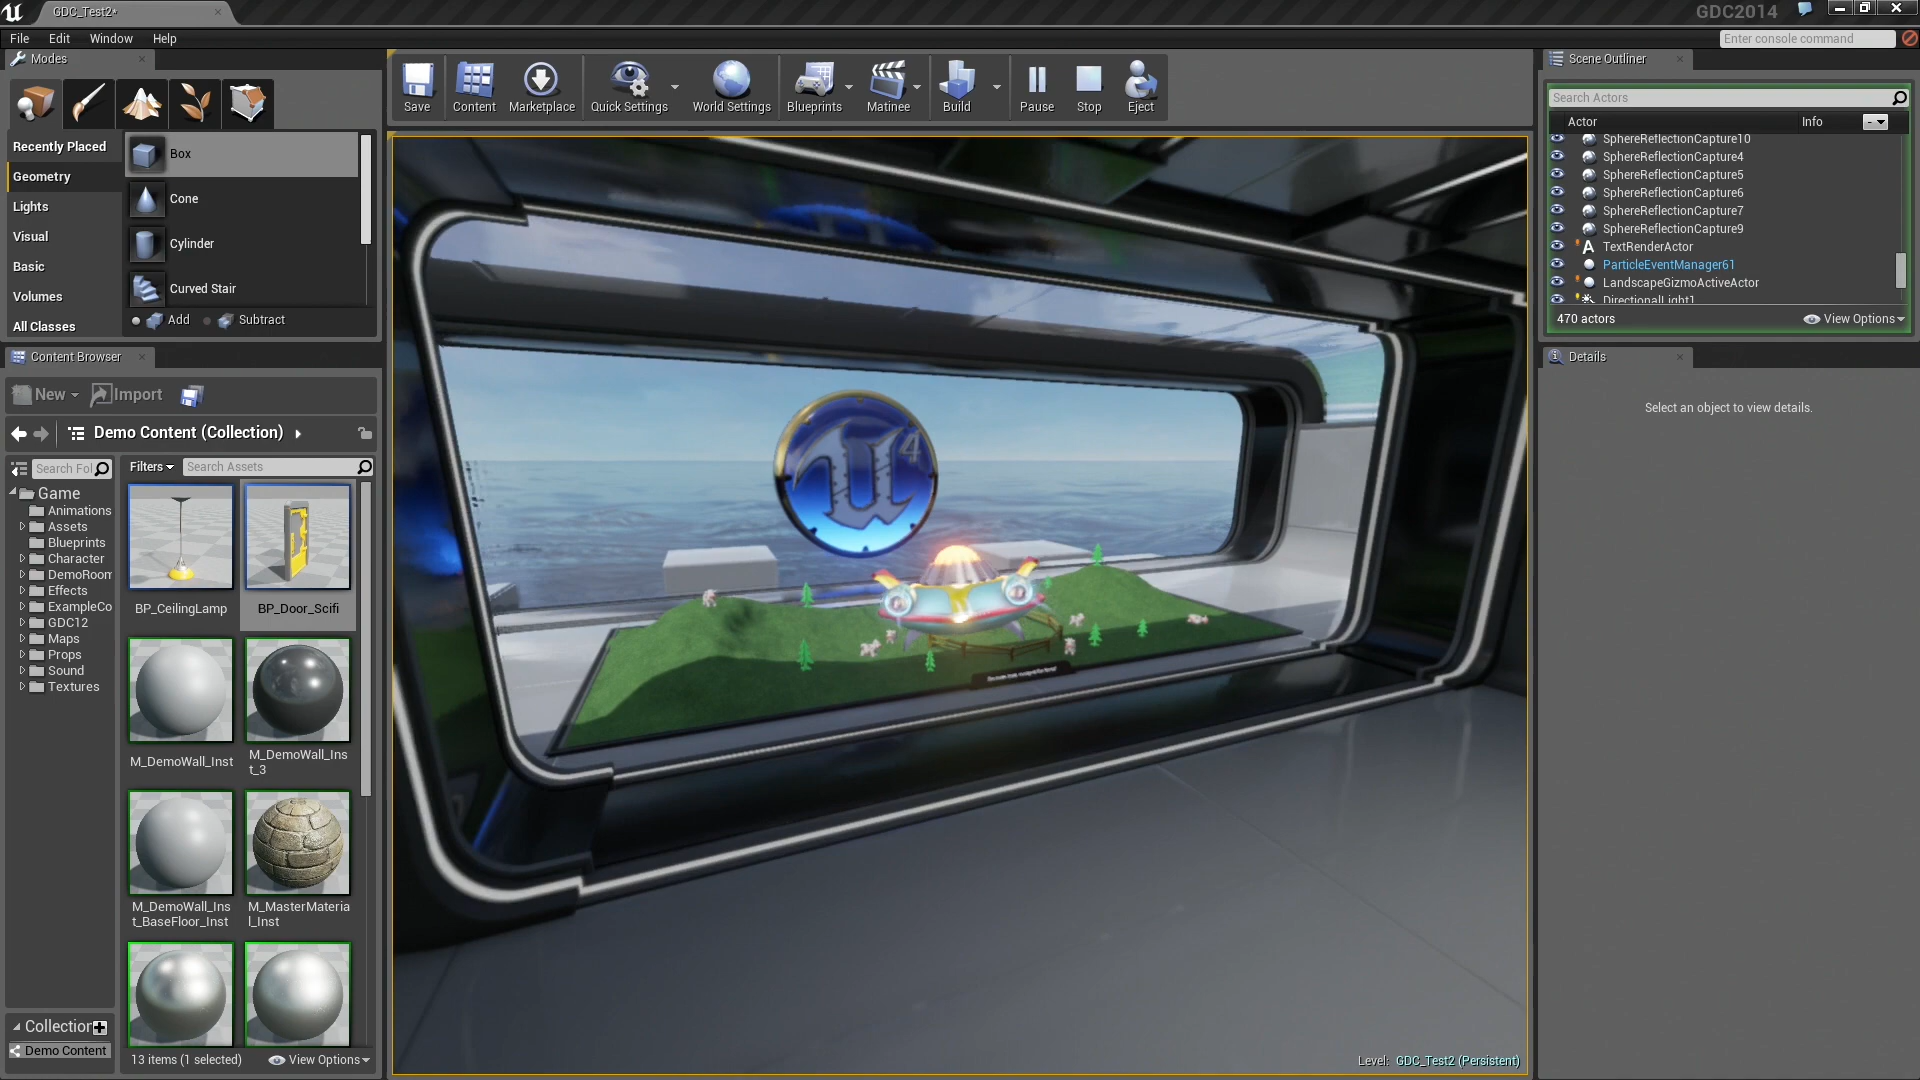 GDC_Test2*
GDC2014
File Edit Window Help
Enter console command
Modes
Recently Placed
Geometry
Lights
Visual
Basic
Volumes
All Classes
Box
Cone
Cylinder
Curved Stair
Add Subtract
Save
Content
Marketplace
Quick Settings
World Settings
Blueprints
Matinee
Build
Pause
Stop
Eject
Scene Outliner
Search Actors
Actor Info
SphereReflectionCapture10
SphereReflectionCapture4
SphereReflectionCapture5
SphereReflectionCapture6
SphereReflectionCapture7
SphereReflectionCapture9
TextRenderActor
ParticleEventManager61
LandscapeGizmoActiveActor
DirectionalLight1
470 actors View Options
Details
Select an object to view details.
Content Browser
New Import
Demo Content (Collection)
Search Fol
Filters Search Assets
Game
Animations
Assets
Blueprints
Character
DemoRoom
Effects
ExampleCo
GDC12
Maps
Props
Sound
Textures
Collection
Demo Content
BP_CeilingLamp
BP_Door_Scifi
M_DemoWall_Inst
M_DemoWall_Ins
t_3
M_DemoWall_Ins
t_BaseFloor_Inst
M_MasterMateria
l_Inst
13 items (1 selected) View Options
4
Level: GDC_Test2 (Persistent)